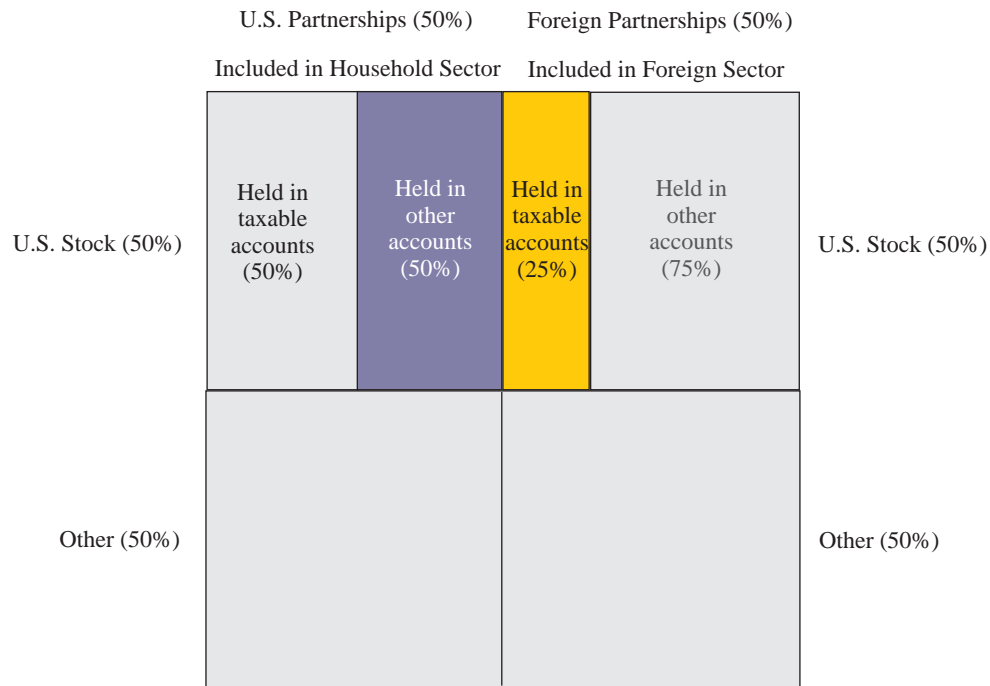 U.S. Partnerships (50%)
Foreign Partnerships (50%)
Included in Household Sector
Included in Foreign Sector
U.S. Stock (50%)
Held in
taxable
accounts
(50%)
Held in
other
accounts
(50%)
Held in
taxable
accounts
(25%)
Held in
other
accounts
(75%)
U.S. Stock (50%)
Other (50%)
Other (50%)